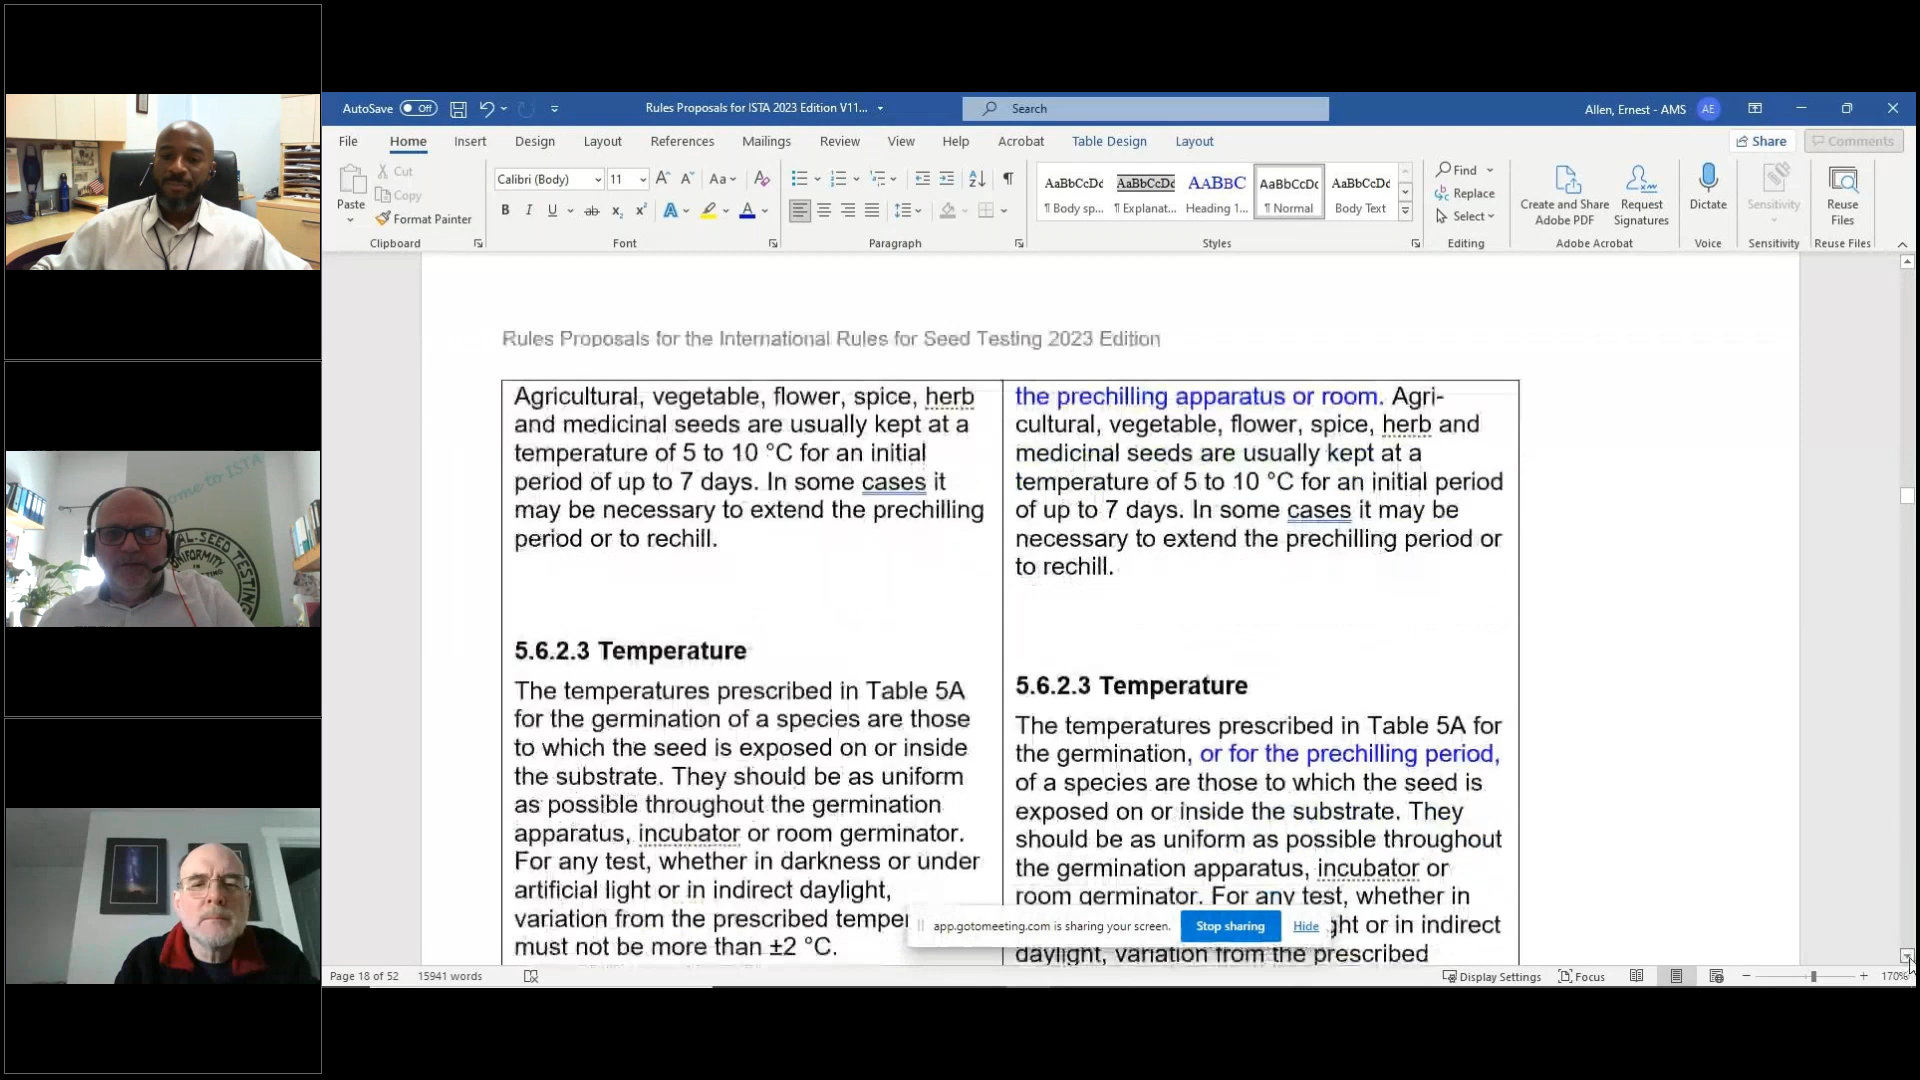 AutoSave Off
Rules Proposals for ISTA 2023 Edition V11...
Search
Allen, Ernest - AMS AE
File Home Insert Design Layout References Mailings Review View Help Acrobat Table Design Layout
Share Comments
Paste
Cut
Copy
Format Painter
Clipboard
Calibri (Body) 11
Font
Paragraph
AaBbCcDc AaBbCcDc AABBC AaBbCcDc AaBbCcDc
¶ Body sp... ¶ Explanat... Heading 1... ¶ Normal Body Text
Styles
Find
Replace
Select
Editing
Create and Share Adobe PDF
Request Signatures
Adobe Acrobat
Dictate
Voice
Sensitivity
Sensitivity
Reuse Files
Reuse Files
Rules Proposals for the International Rules for Seed Testing 2023 Edition
Agricultural, vegetable, flower, spice, herb
and medicinal seeds are usually kept at a
temperature of 5 to 10 °C for an initial
period of up to 7 days. In some cases it
may be necessary to extend the prechilling
period or to rechill.
5.6.2.3 Temperature
The temperatures prescribed in Table 5A
for the germination of a species are those
to which the seed is exposed on or inside
the substrate. They should be as uniform
as possible throughout the germination
apparatus, incubator or room germinator.
For any test, whether in darkness or under
artificial light or in indirect daylight,
variation from the prescribed temper
must not be more than ±2 °C.
the prechilling apparatus or room. Agri-
cultural, vegetable, flower, spice, herb and
medicinal seeds are usually kept at a
temperature of 5 to 10 °C for an initial period
of up to 7 days. In some cases it may be
necessary to extend the prechilling period or
to rechill.
5.6.2.3 Temperature
The temperatures prescribed in Table 5A for
the germination, or for the prechilling period,
of a species are those to which the seed is
exposed on or inside the substrate. They
should be as uniform as possible throughout
the germination apparatus, incubator or
room germinator. For any test, whether in
ght or in indirect
daylight, variation from the prescribed
app.gotomeeting.com is sharing your screen. Stop sharing Hide
Page 18 of 52 15941 words
Display Settings Focus 170%
to ISTA
AL SEED TESTING
UNIFORMITY
IN